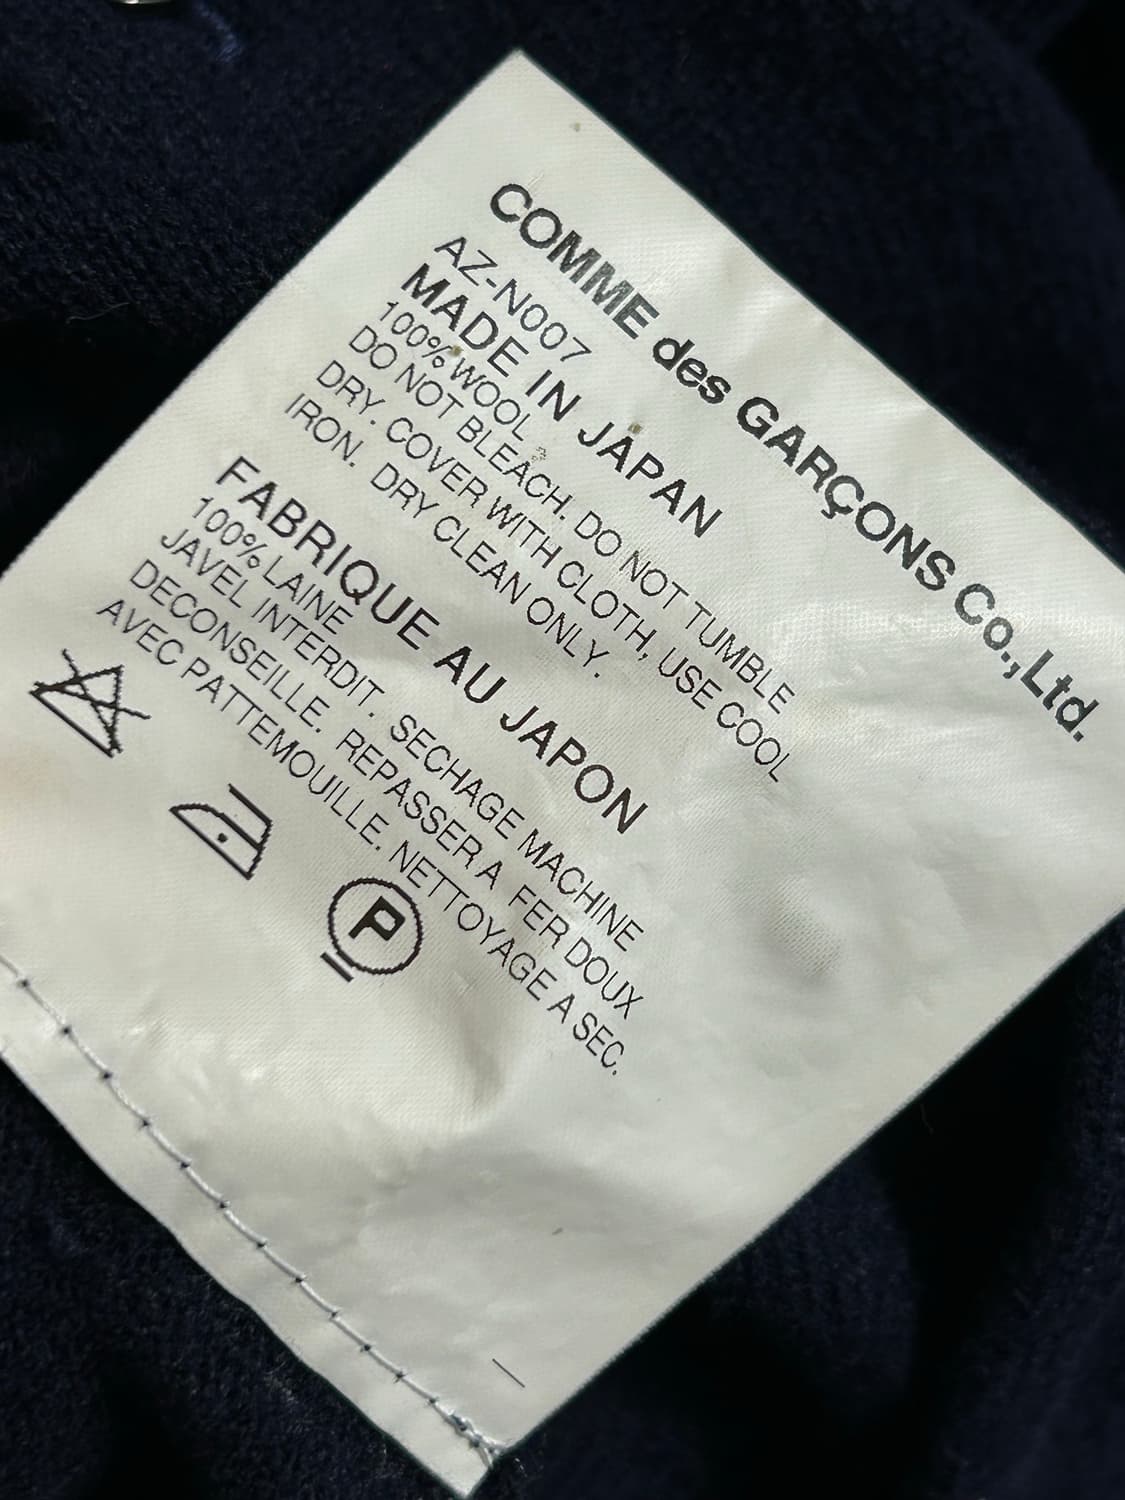 COMME des GARÇONS Co.,Ltd.
AZ-N007
MADE IN JAPAN
100% WOOL
DO NOT BLEACH. DO NOT TUMBLE
DRY. COVER WITH CLOTH, USE COOL
IRON. DRY CLEAN ONLY.
FABRIQUE AU JAPON
100% LAINE
JAVEL INTERDIT. SECHAGE MACHINE
DECONSEILLE. REPASSER A FER DOUX
AVEC PATTEMOUILLE. NETTOYAGE A SEC.
P